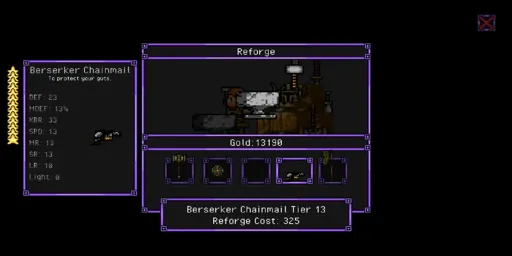 Reforge
Berserker Chainmail
To protect your guts.
DEF: 23
MDEF: 13%
KBR: 33
SPD: 13
MR: 13
SR: 13
LR: 10
Light: 0
Gold:13190
Berserker Chainmail Tier 13
Reforge Cost: 325